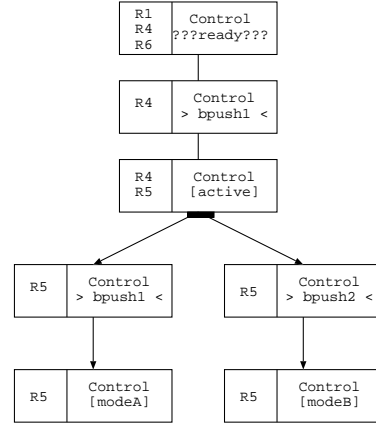 R1
R4
R6
Control
???ready???
R4
Control
> bpush1 <
R4
R5
Control
[active]
R5
Control
> bpush1 <
R5
Control
> bpush2 <
R5
Control
[modeA]
R5
Control
[modeB]